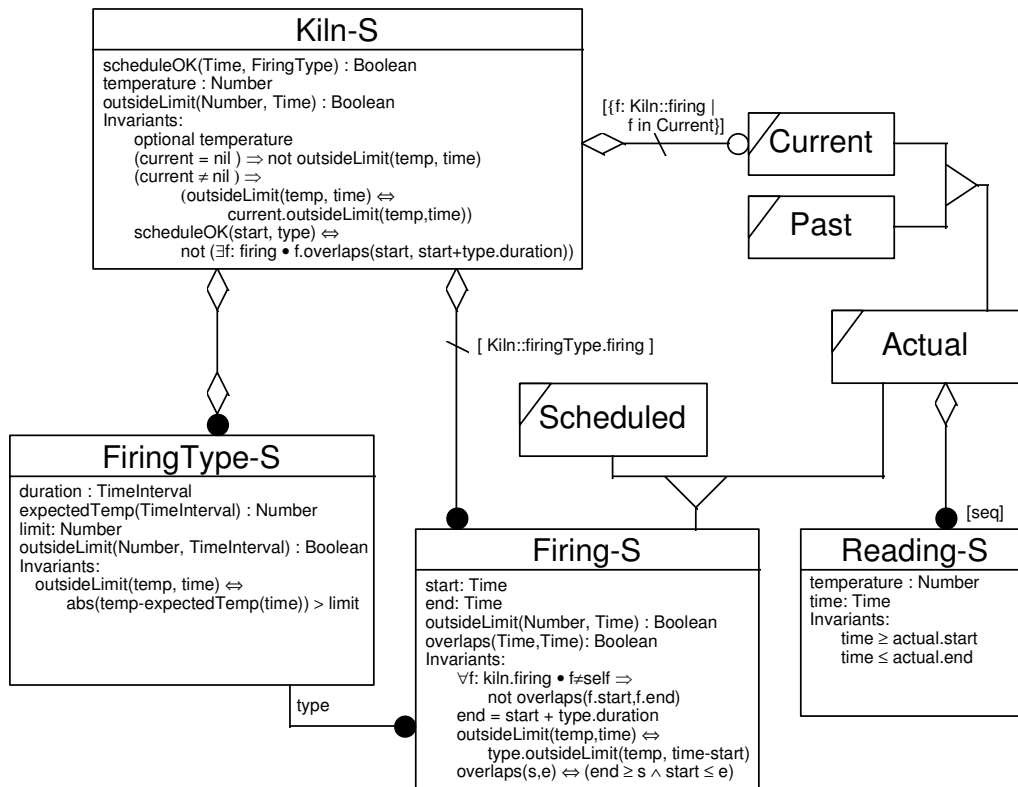 Kiln-S
scheduleOK(Time, FiringType) : Boolean
temperature : Number
outsideLimit(Number, Time) : Boolean
Invariants:
optional temperature
(current = nil ) ⇒ not outsideLimit(temp, time)
(current ≠ nil ) ⇒
(outsideLimit(temp, time) ⇔
current.outsideLimit(temp,time))
scheduleOK(start, type) ⇔
not (∃f: firing • f.overlaps(start, start+type.duration))
[{f: Kiln::firing |
f in Current}]
Current
Past
Actual
[ Kiln::firingType.firing ]
Scheduled
FiringType-S
duration : TimeInterval
expectedTemp(TimeInterval) : Number
limit: Number
outsideLimit(Number, TimeInterval) : Boolean
Invariants:
outsideLimit(temp, time) ⇔
abs(temp-expectedTemp(time)) > limit
type
Firing-S
start: Time
end: Time
outsideLimit(Number, Time) : Boolean
overlaps(Time,Time): Boolean
Invariants:
∀f: kiln.firing • f≠self ⇒
not overlaps(f.start,f.end)
end = start + type.duration
outsideLimit(temp,time) ⇔
type.outsideLimit(temp, time-start)
overlaps(s,e) ⇔ (end ≥ s ∧ start ≤ e)
[seq]
Reading-S
temperature : Number
time: Time
Invariants:
time ≥ actual.start
time ≤ actual.end